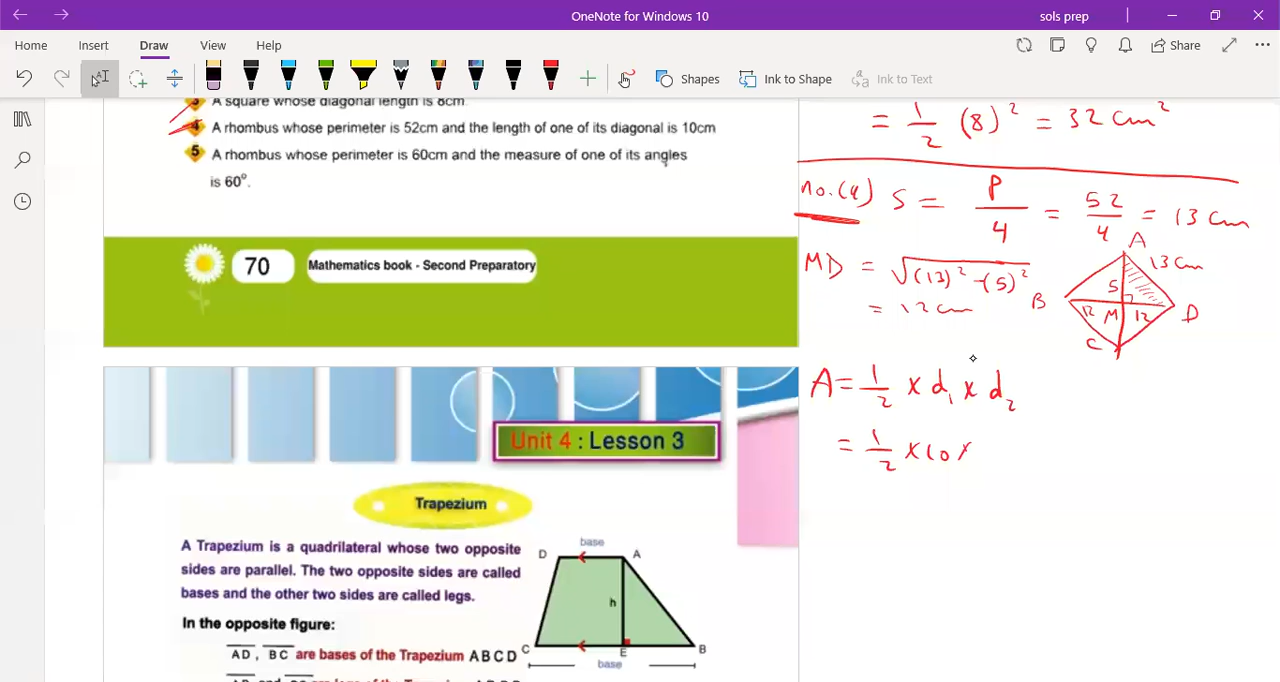 OneNote for Windows 10
sols prep
Home Insert Draw View Help
Share
Shapes
Ink to Shape
Ink to Text
3 A square whose diagonal length is 8cm.
4 A rhombus whose perimeter is 52cm and the length of one of its diagonal is 10cm
5 A rhombus whose perimeter is 60cm and the measure of one of its angles
is 60°.
70 Mathematics book - Second Preparatory
Unit 4 : Lesson 3
Trapezium
A Trapezium is a quadrilateral whose two opposite
sides are parallel. The two opposite sides are called
bases and the other two sides are called legs.
In the opposite figure:
AD , BC are bases of the Trapezium A B C D
base
D A
h
C E B
base
= 1/2 (8)² = 32 cm²
no.(4) S = P/4 = 52/4 = 13 cm
MD = √(13)² -(5)²
= 12 cm
A
13 cm
5
B D
12 M 12
C
A = 1/2 x d₁ x d₂
= 1/2 x 10 x